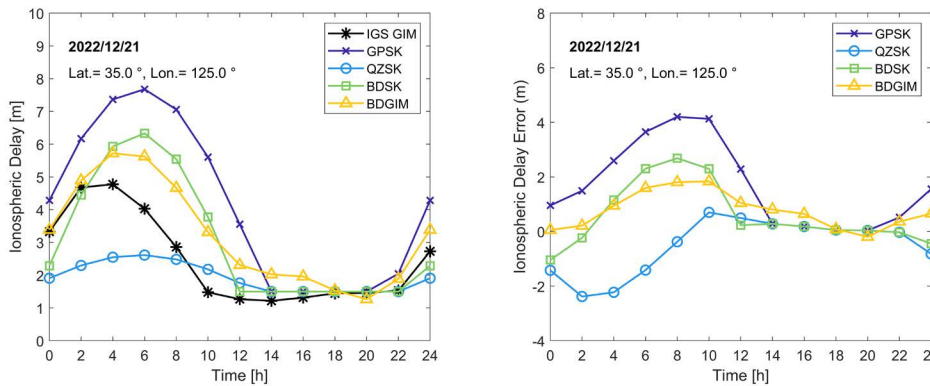 10
9
8
7
6
5
4
3
2
1
0
Ionospheric Delay [m]
2022/12/21
Lat.= 35.0 °, Lon.= 125.0 °
IGS GIM
GPSK
QZSK
BDSK
BDGIM
0 2 4 6 8 10 12 14 16 18 20 22 24
Time [h]
8
6
4
2
0
-2
-4
Ionospheric Delay Error (m)
2022/12/21
Lat.= 35.0 °, Lon.= 125.0 °
GPSK
QZSK
BDSK
BDGIM
0 2 4 6 8 10 12 14 16 18 20 22
Time [h]